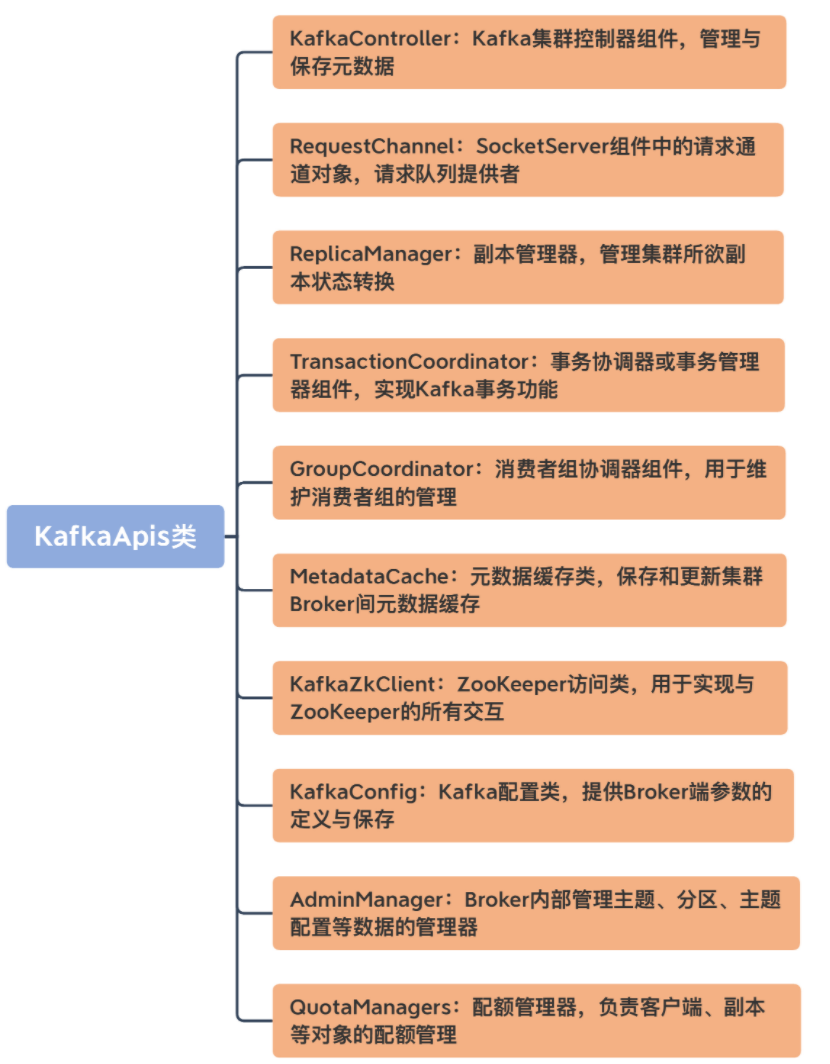 KafkaController：Kafka集群控制器组件，管理与
保存元数据
RequestChannel：SocketServer组件中的请求通
道对象，请求队列提供者
ReplicaManager：副本管理器，管理集群所欲副
本状态转换
TransactionCoordinator：事务协调器或事务管理
器组件，实现Kafka事务功能
GroupCoordinator：消费者组协调器组件，用于维
护消费者组的管理
KafkaApis类
MetadataCache：元数据缓存类，保存和更新集群
Broker间元数据缓存
KafkaZkClient：ZooKeeper访问类，用于实现与
ZooKeeper的所有交互
KafkaConfig：Kafka配置类，提供Broker端参数的
定义与保存
AdminManager：Broker内部管理主题、分区、主题
配置等数据的管理器
QuotaManagers：配额管理器，负责客户端、副本
等对象的配额管理